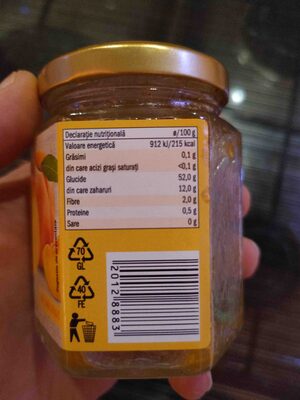 Declarație nutrițională ø/100 g
Valoare energetică 912 kJ/215 kcal
Grăsimi 0,1 g
din care acizi grași saturați <0,1 g
Glucide 52,0 g
din care zaharuri 12,0 g
Fibre 2,0 g
Proteine 0,5 g
Sare 0 g
70
GL
40
FE
20128883